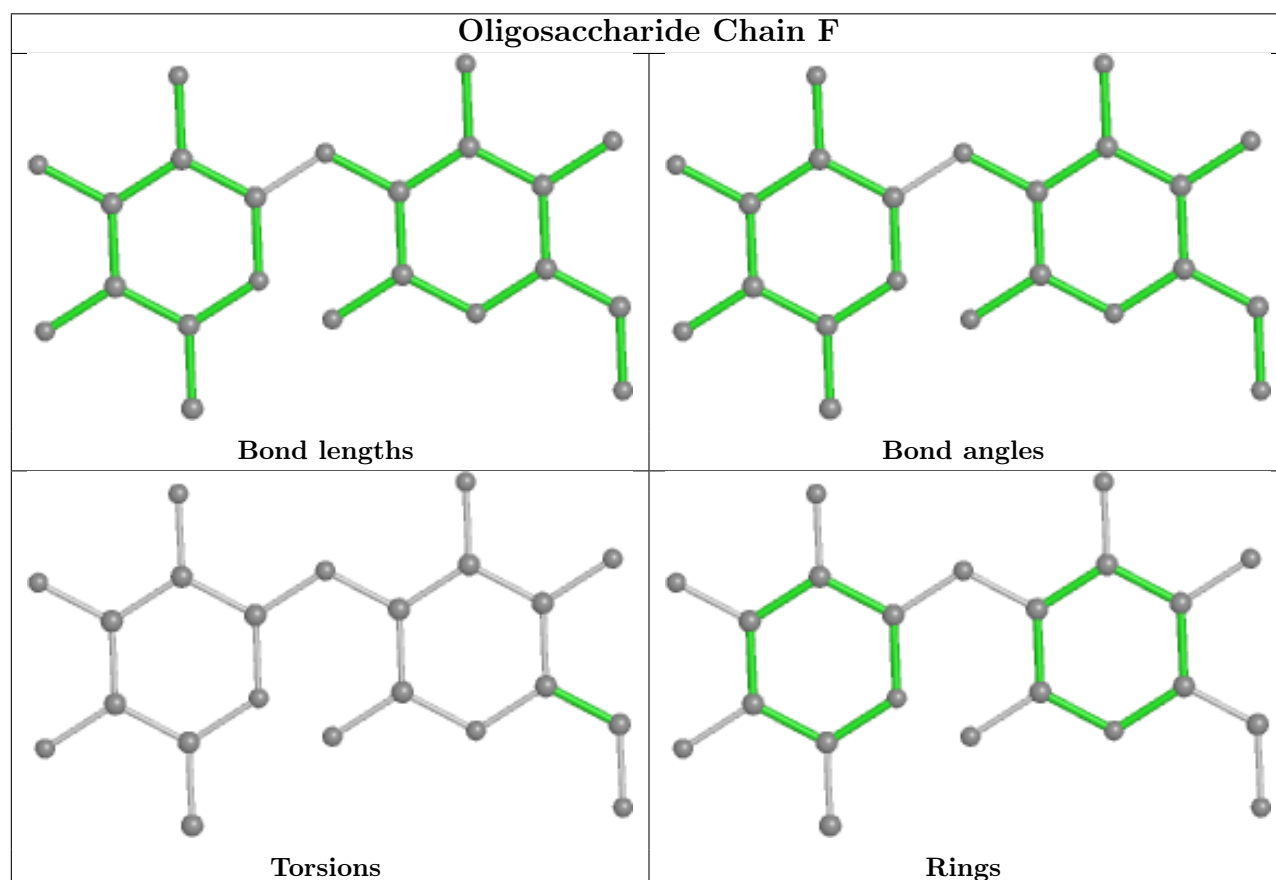 Oligosaccharide Chain F
Bond lengths
Bond angles
Torsions
Rings